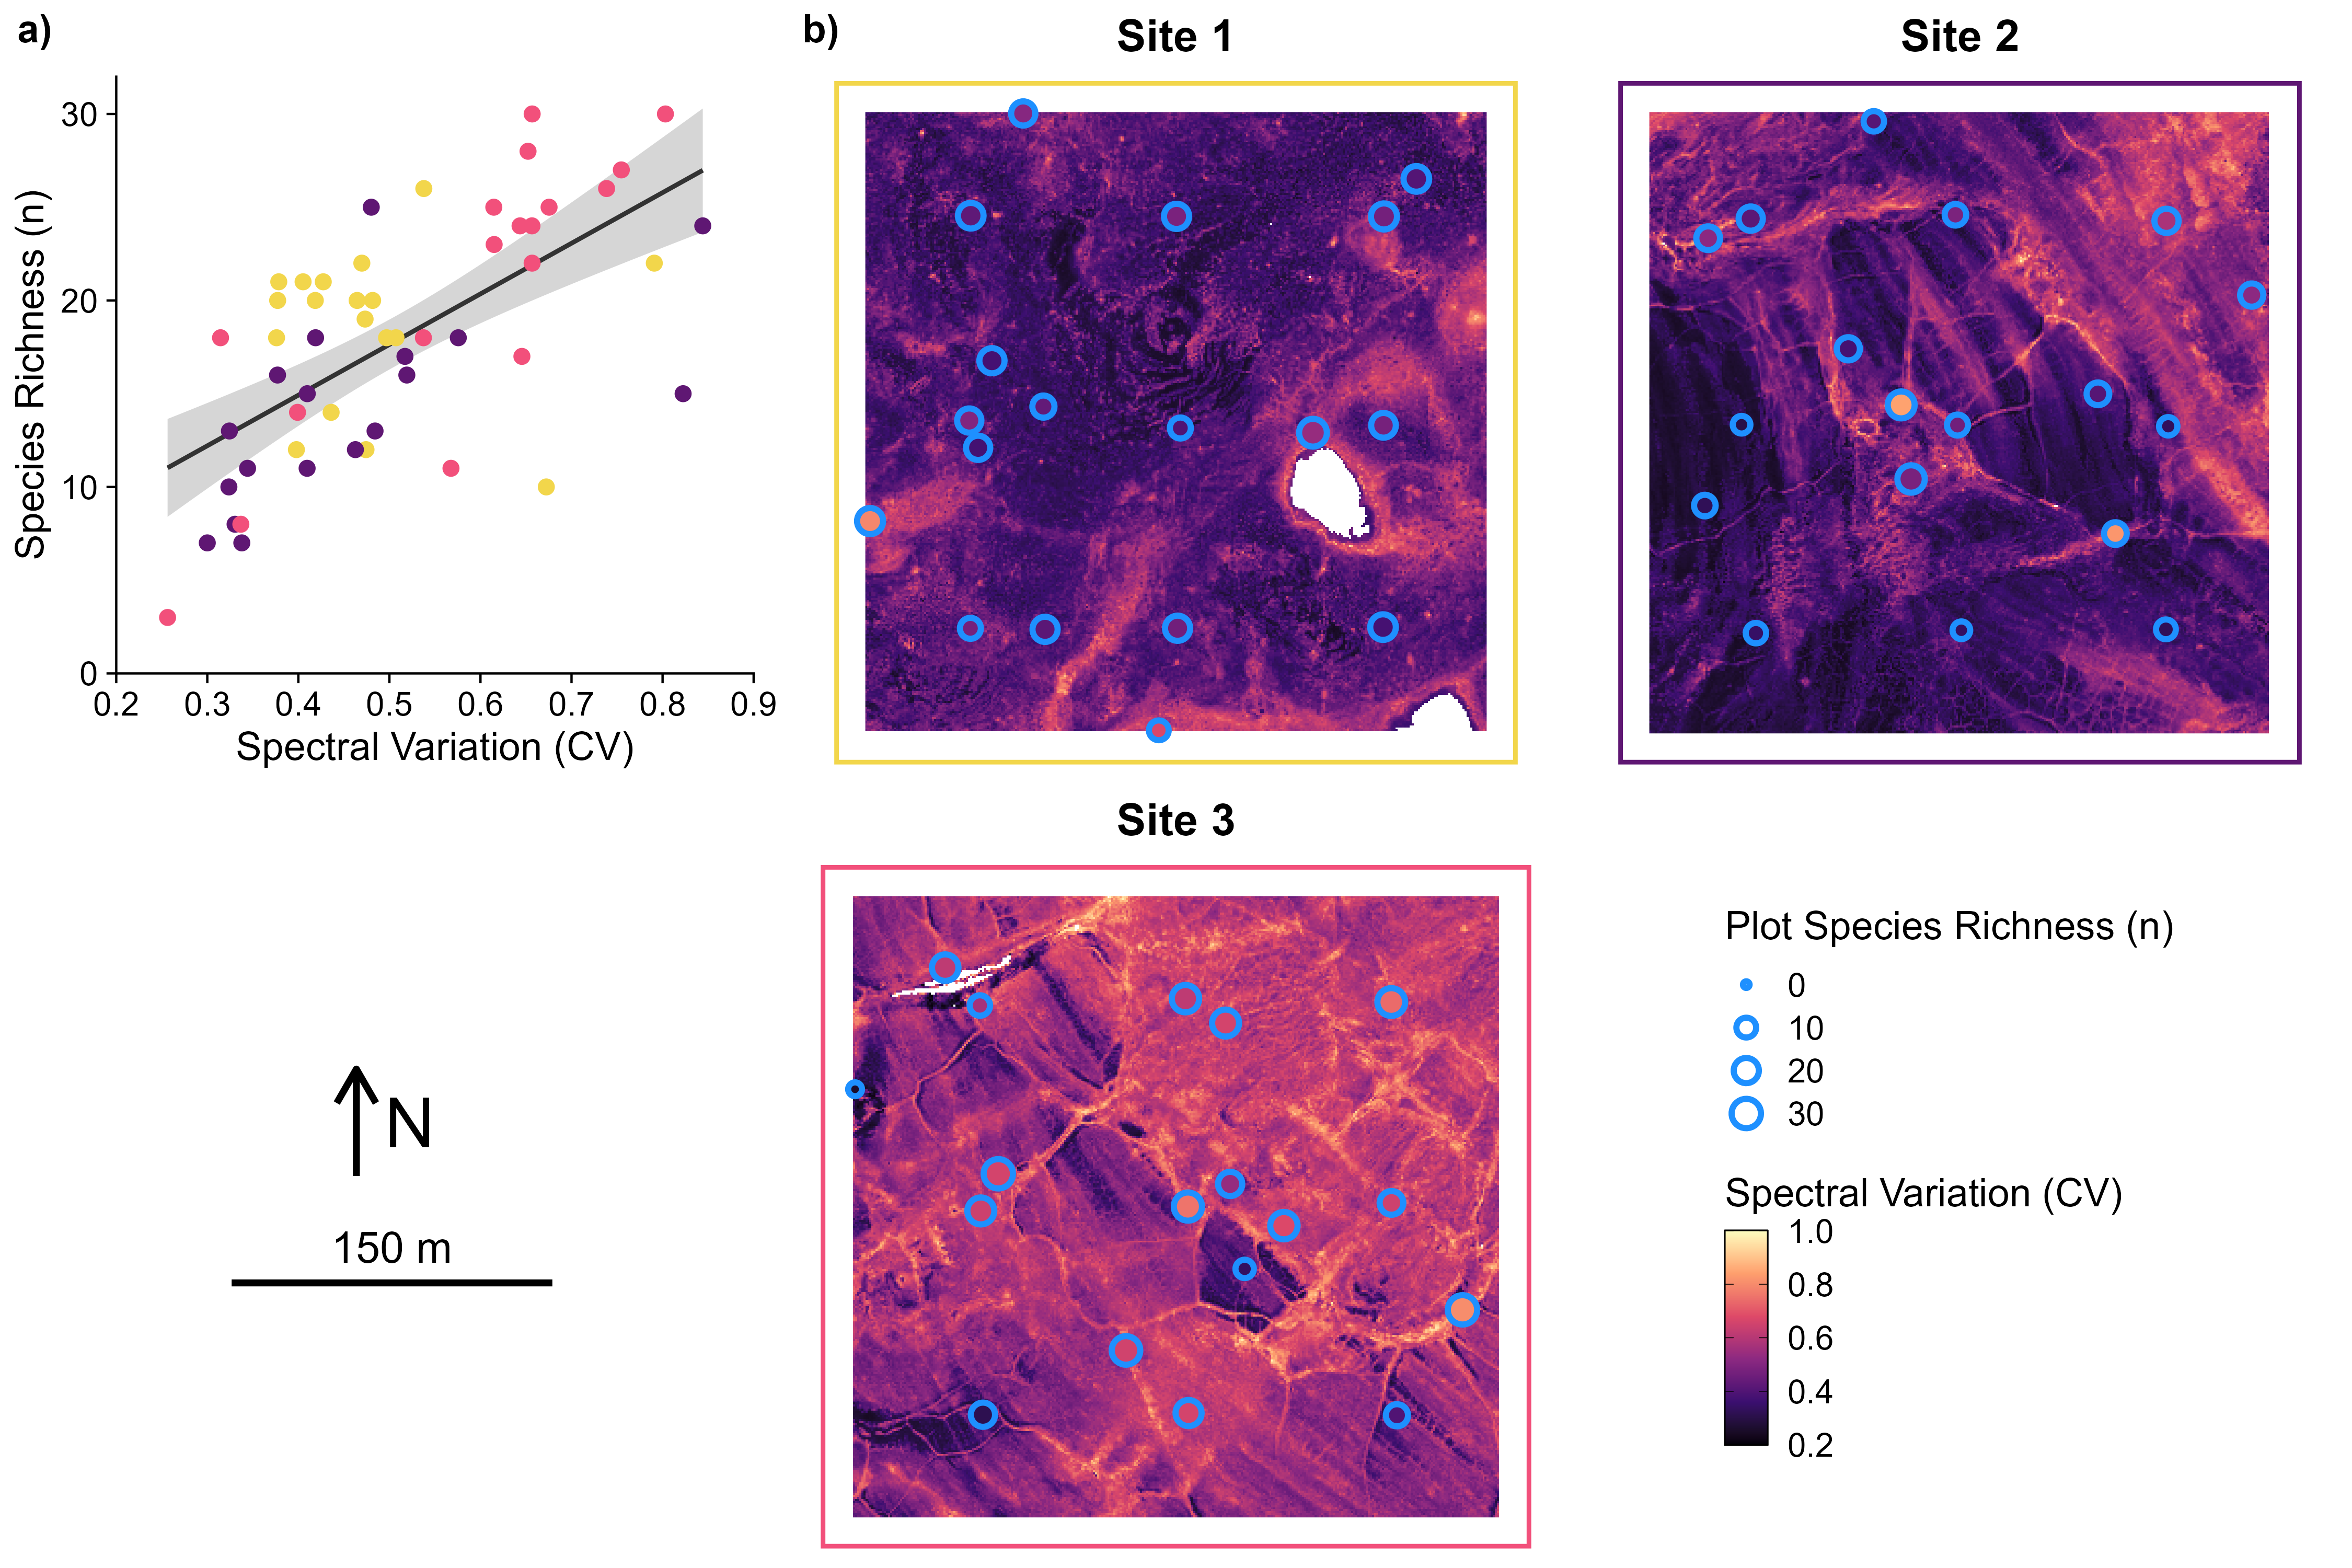 a)
Species Richness (n)
30
20
10
0
0.2 0.3 0.4 0.5 0.6 0.7 0.8 0.9
Spectral Variation (CV)
b)
Site 1
Site 2
Site 3
N
150 m
Plot Species Richness (n)
0
10
20
30
Spectral Variation (CV)
1.0
0.8
0.6
0.4
0.2